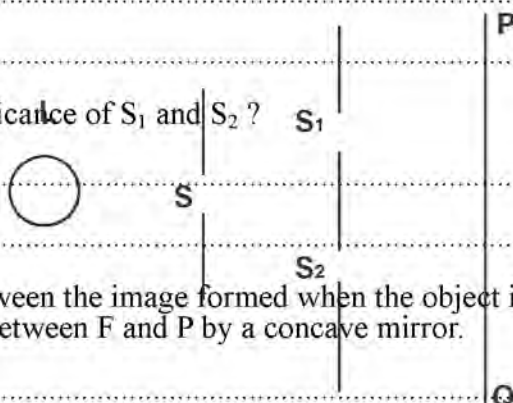 P
icance of S₁ and S₂ ?
S₁
S
S₂
ween the image formed when the object i
etween F and P by a concave mirror.
Q